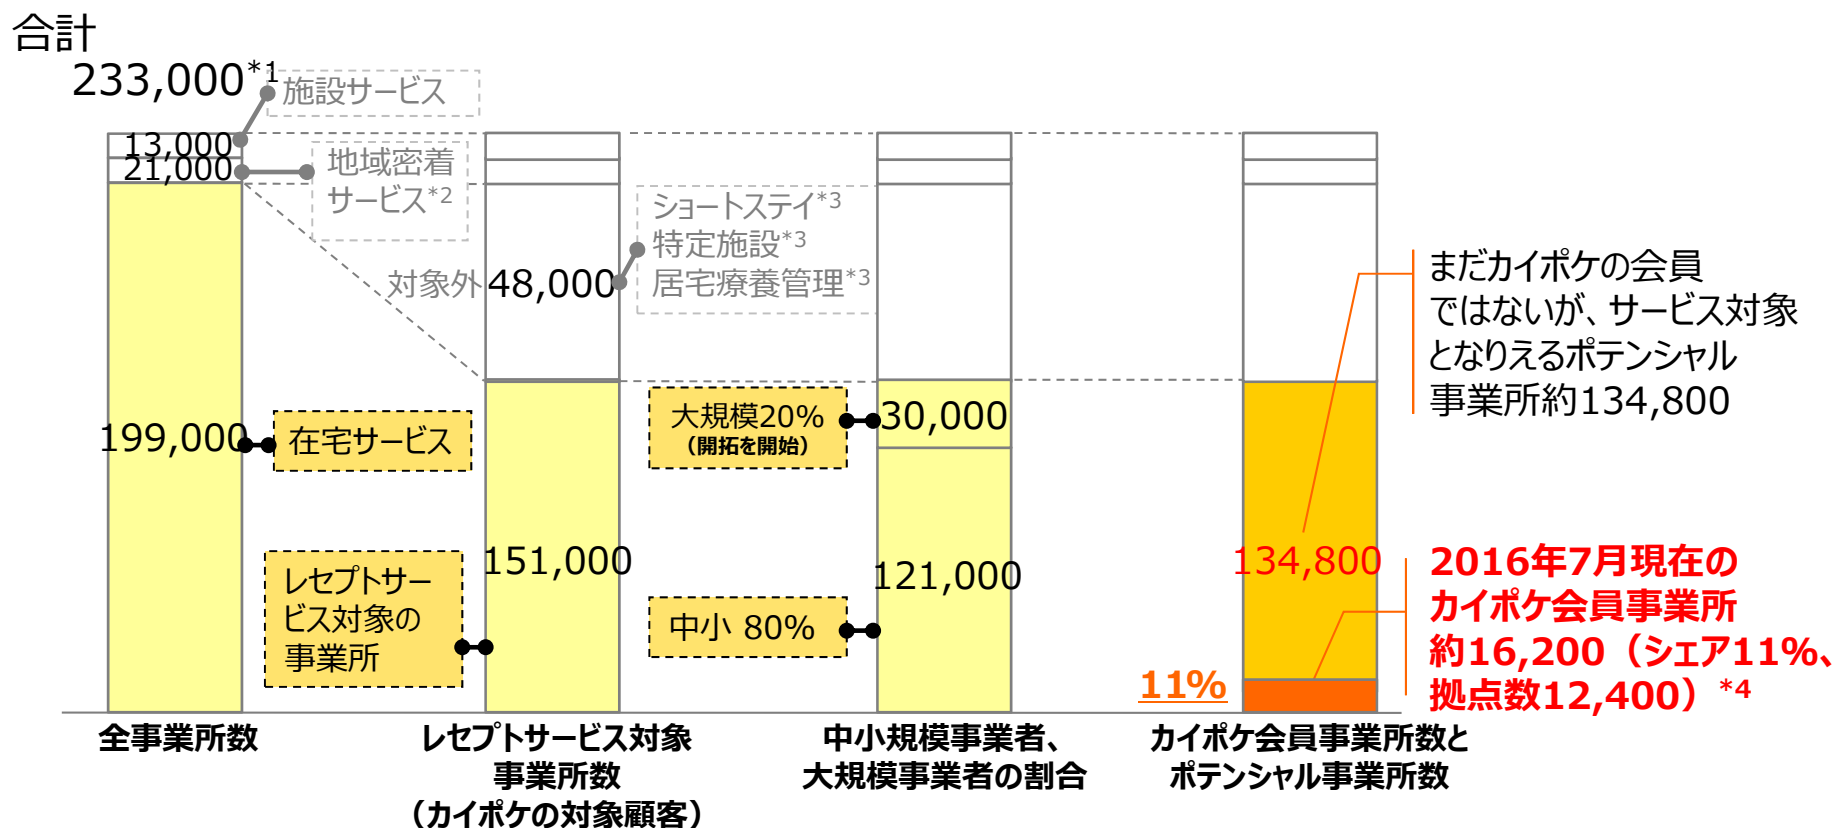 合計
233,000*1
施設サービス
13,000
21,000
地域密着
サービス*2
ショートステイ*3
特定施設*3
居宅療養管理*3
対象外
48,000
まだカイポケの会員
ではないが、サービス対象
となりえるポテンシャル
事業所約134,800
199,000
在宅サービス
大規模20%
（開拓を開始）
30,000
レセプトサー
ビス対象の
事業所
151,000
中小 80%
121,000
134,800
11%
2016年7月現在の
カイポケ会員事業所
約16,200（シェア11%、
拠点数12,400）*4
全事業所数
レセプトサービス対象
事業所数
（カイポケの対象顧客）
中小規模事業者、
大規模事業者の割合
カイポケ会員事業所数と
ポテンシャル事業所数